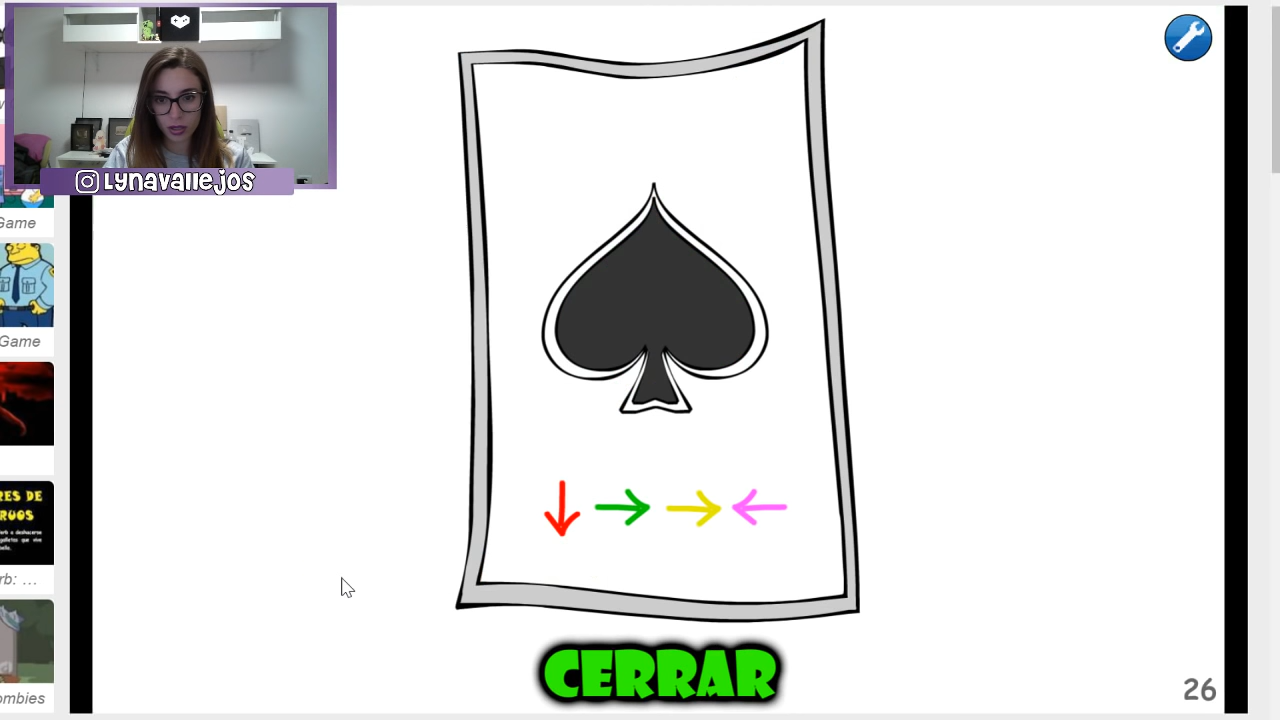 LYNAVALLEJOS
Game
Game
RES DE
RUOS
rb: ...
ombies
CERRAR
26